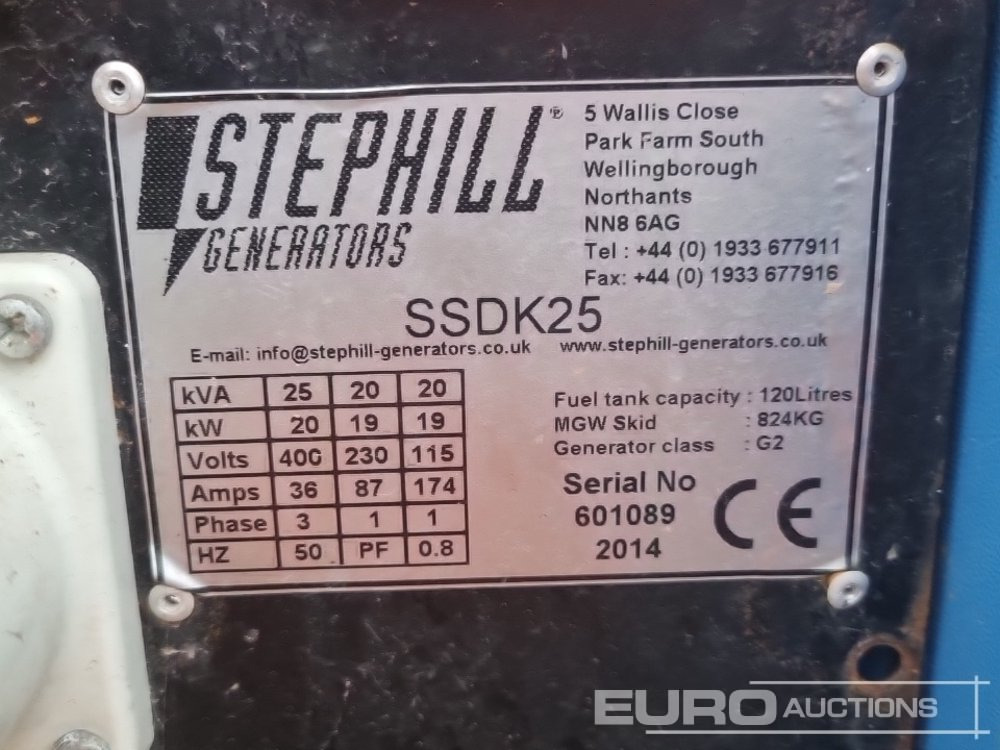 STEPHILL®
GENERATORS
5 Wallis Close
Park Farm South
Wellingborough
Northants
NN8 6AG
Tel : +44 (0) 1933 677911
Fax: +44 (0) 1933 677916
SSDK25
E-mail: info@stephill-generators.co.uk www.stephill-generators.co.uk
kVA 25 20 20
kW 20 19 19
Volts 400 230 115
Amps 36 87 174
Phase 3 1 1
HZ 50 PF 0.8
Fuel tank capacity : 120Litres
MGW Skid : 824KG
Generator class : G2
Serial No
601089
2014
CE
EURO AUCTIONS